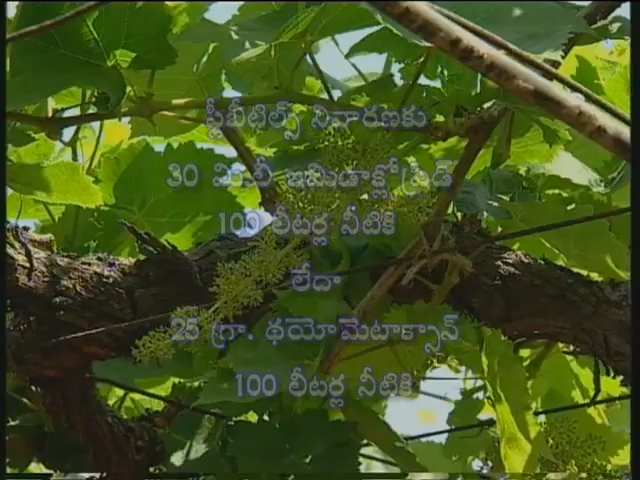 ఫ్లీబీటిల్స్ నివారణకు
30 మి.లీ ఇమిడాక్లోప్రిడ్
100 లీటర్ల నీటికి
లేదా
25 గ్రా. థయోమెటాక్సాన్
100 లీటర్ల నీటికి